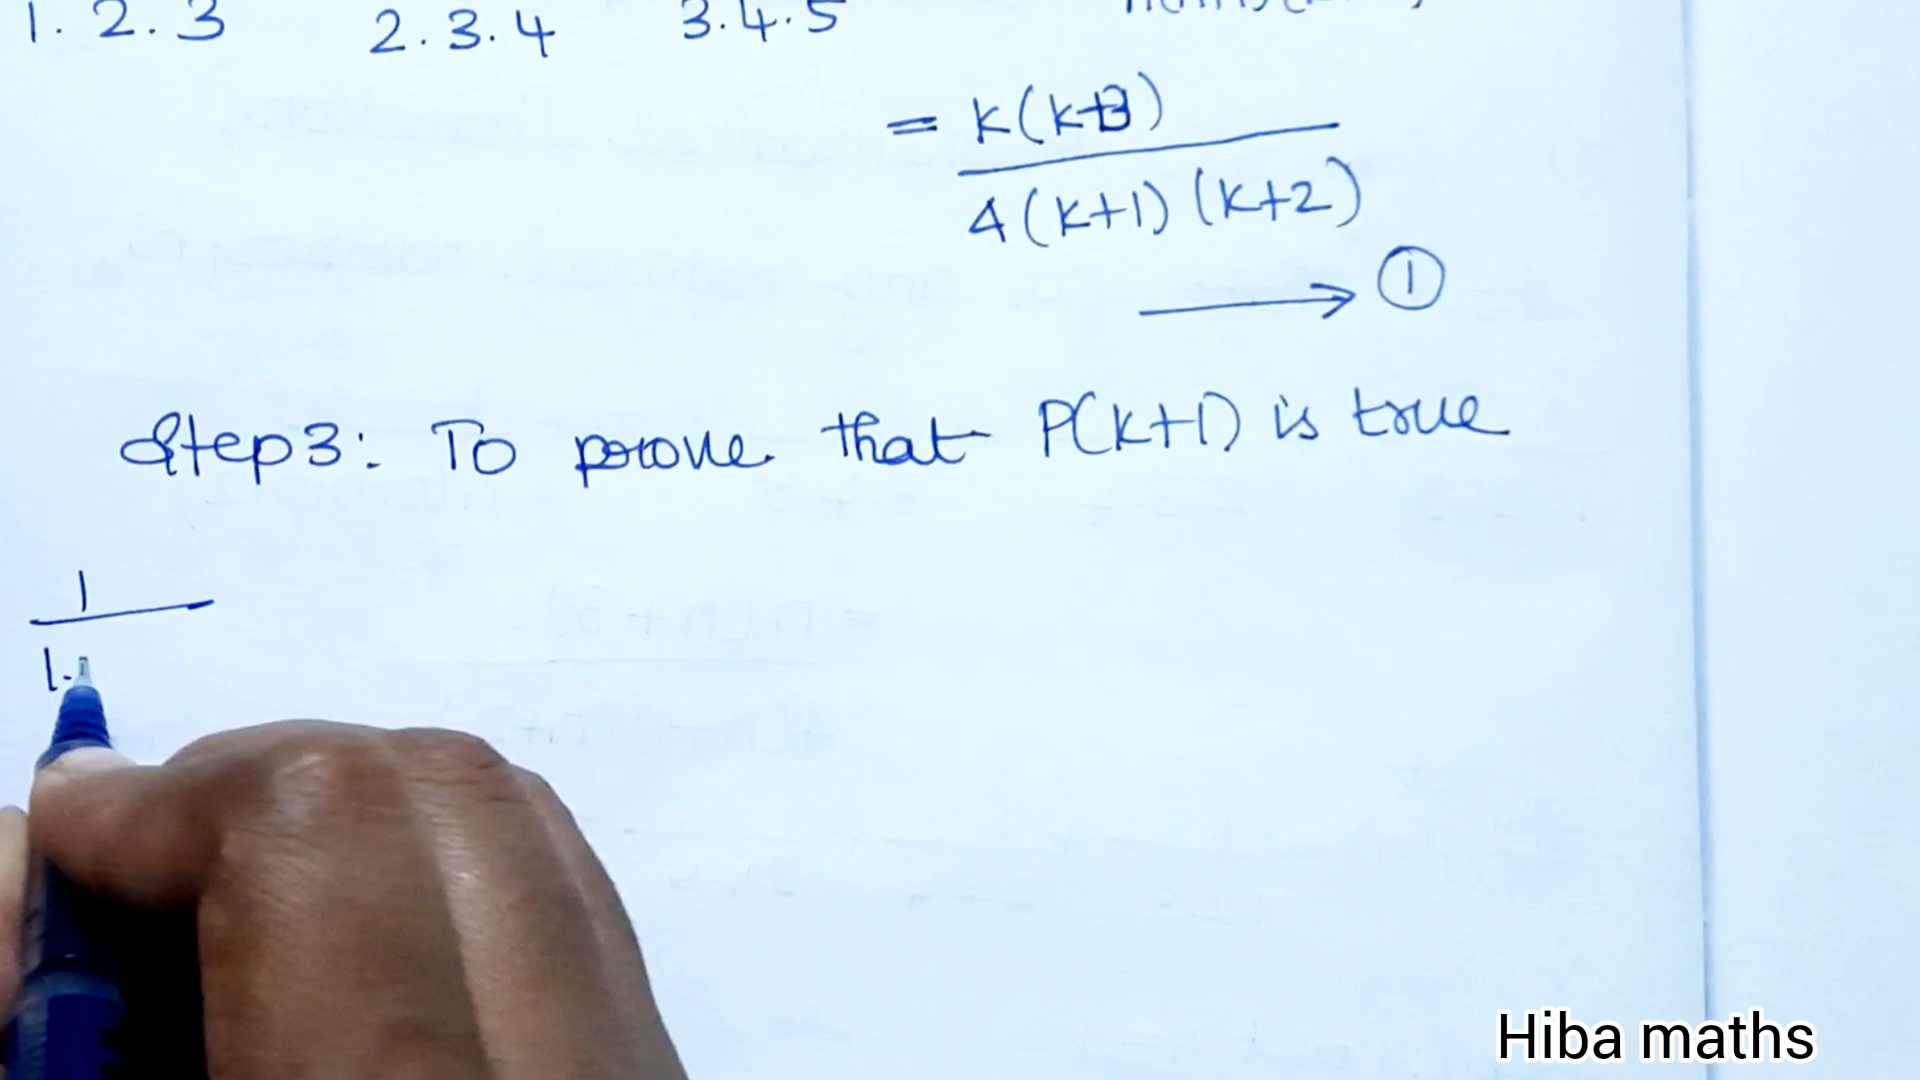 1.2.3 2.3.4 3.4.5
= k(k+3)
4(k+1)(k+2)
→ ①
Step3: To prove that P(k+1) is true
1
1.
Hiba maths